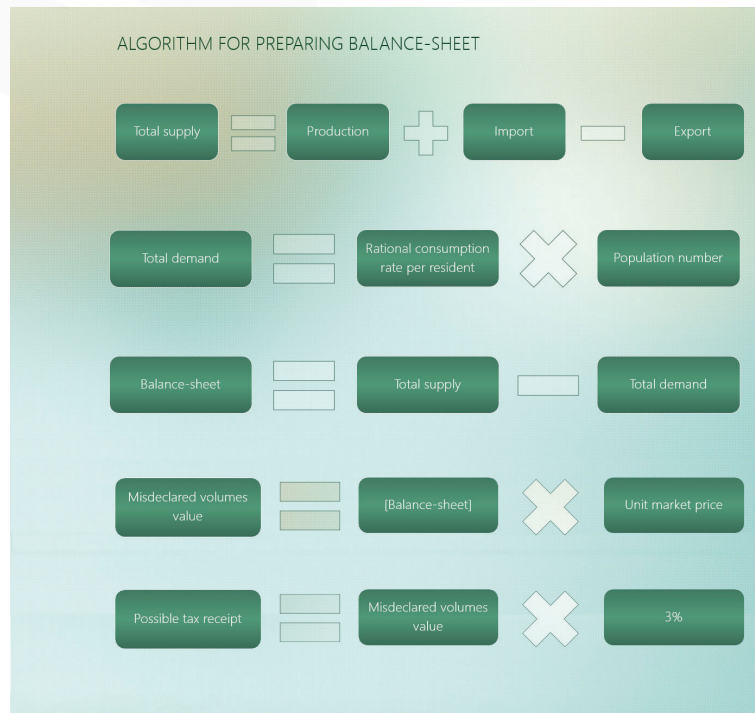 ALGORITHM FOR PREPARING BALANCE-SHEET
Total supply
Production
Import
Export
Total demand
Rational consumption
rate per resident
Population number
Balance-sheet
Total supply
Total demand
Misdeclared volumes
value
[Balance-sheet]
Unit market price
Possible tax receipt
Misdeclared volumes
value
3%